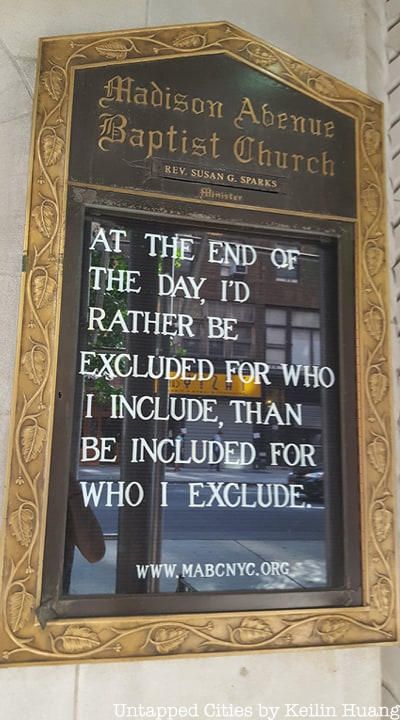 Madison Avenue
Baptist Church
REV. SUSAN G. SPARKS
Minister
AT THE END OF
THE DAY, I'D
RATHER BE
EXCLUDED FOR WHO
I INCLUDE, THAN
BE INCLUDED FOR
WHO I EXCLUDE.
WWW.MABCNYC.ORG
Untapped Cities by Keilin Huang